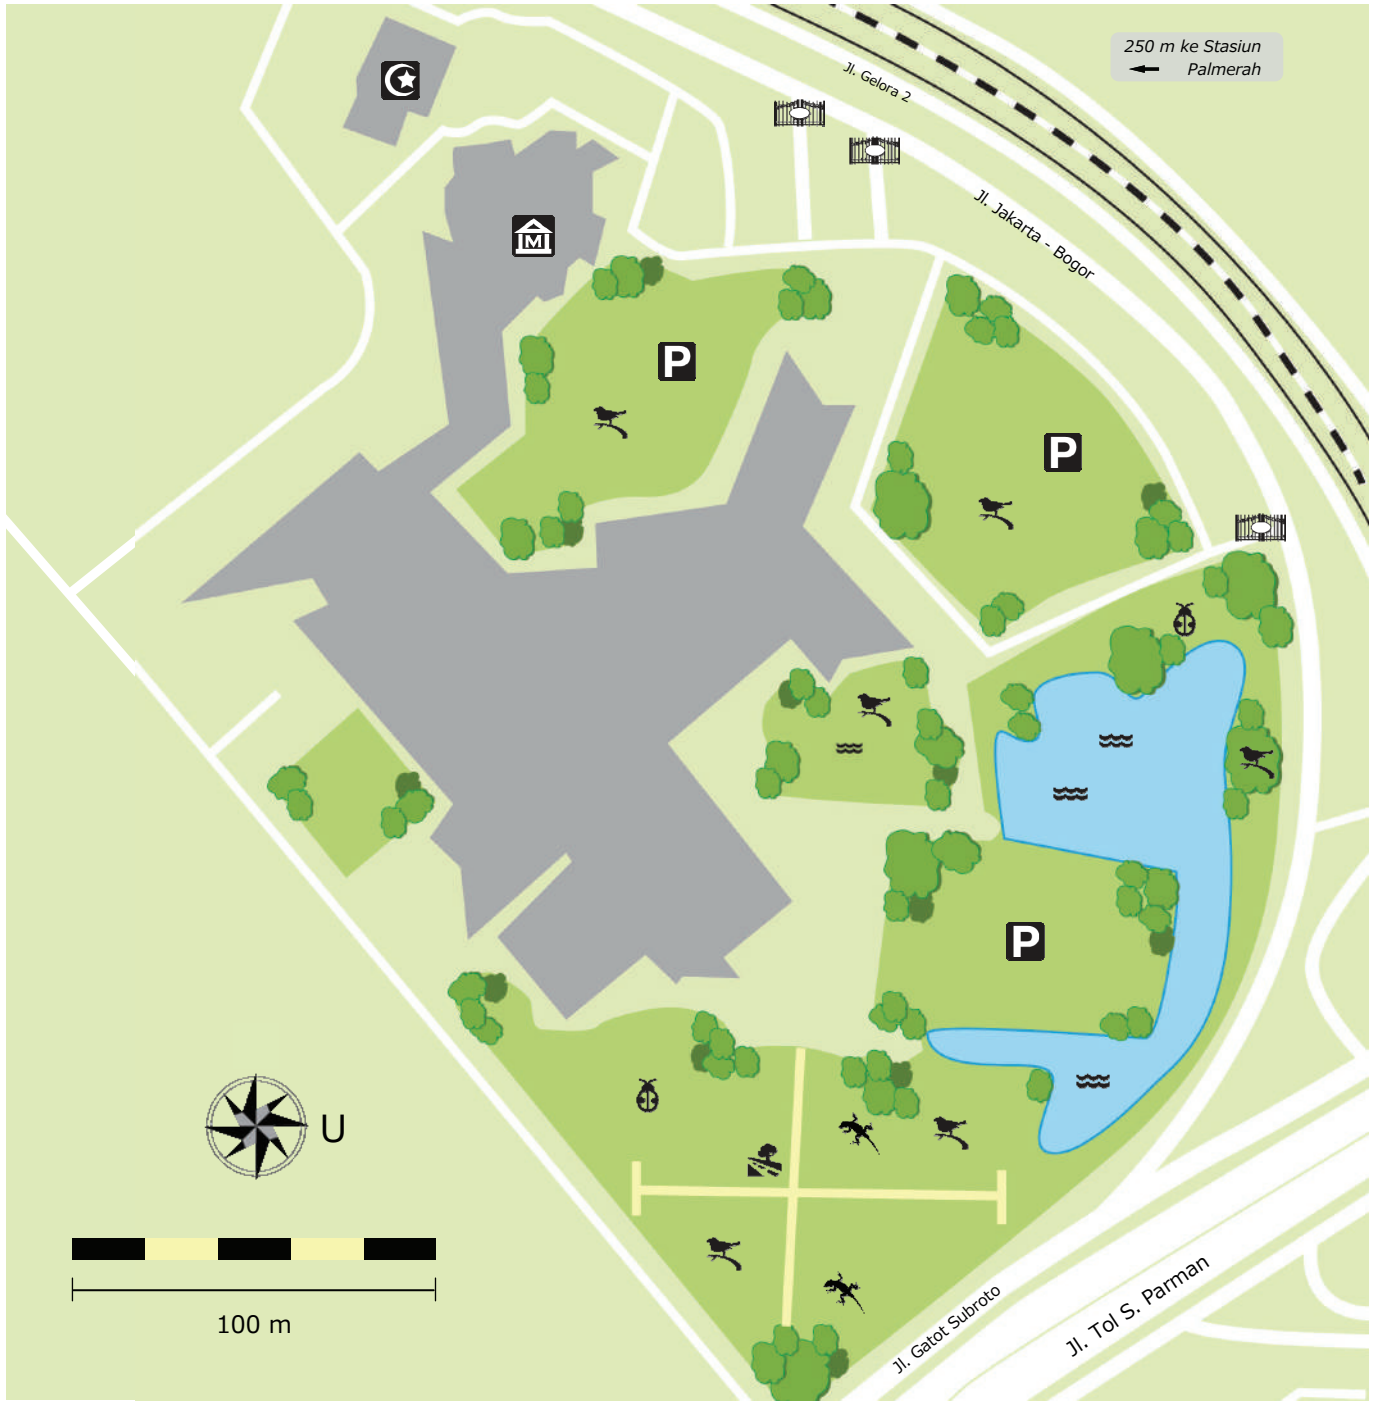 250 m ke Stasiun
Palmerah
Jl. Gelora 2
Jl. Jakarta - Bogor
M
P
P
P
U
100 m
Jl. Gatot Subroto
Jl. Tol S. Parman